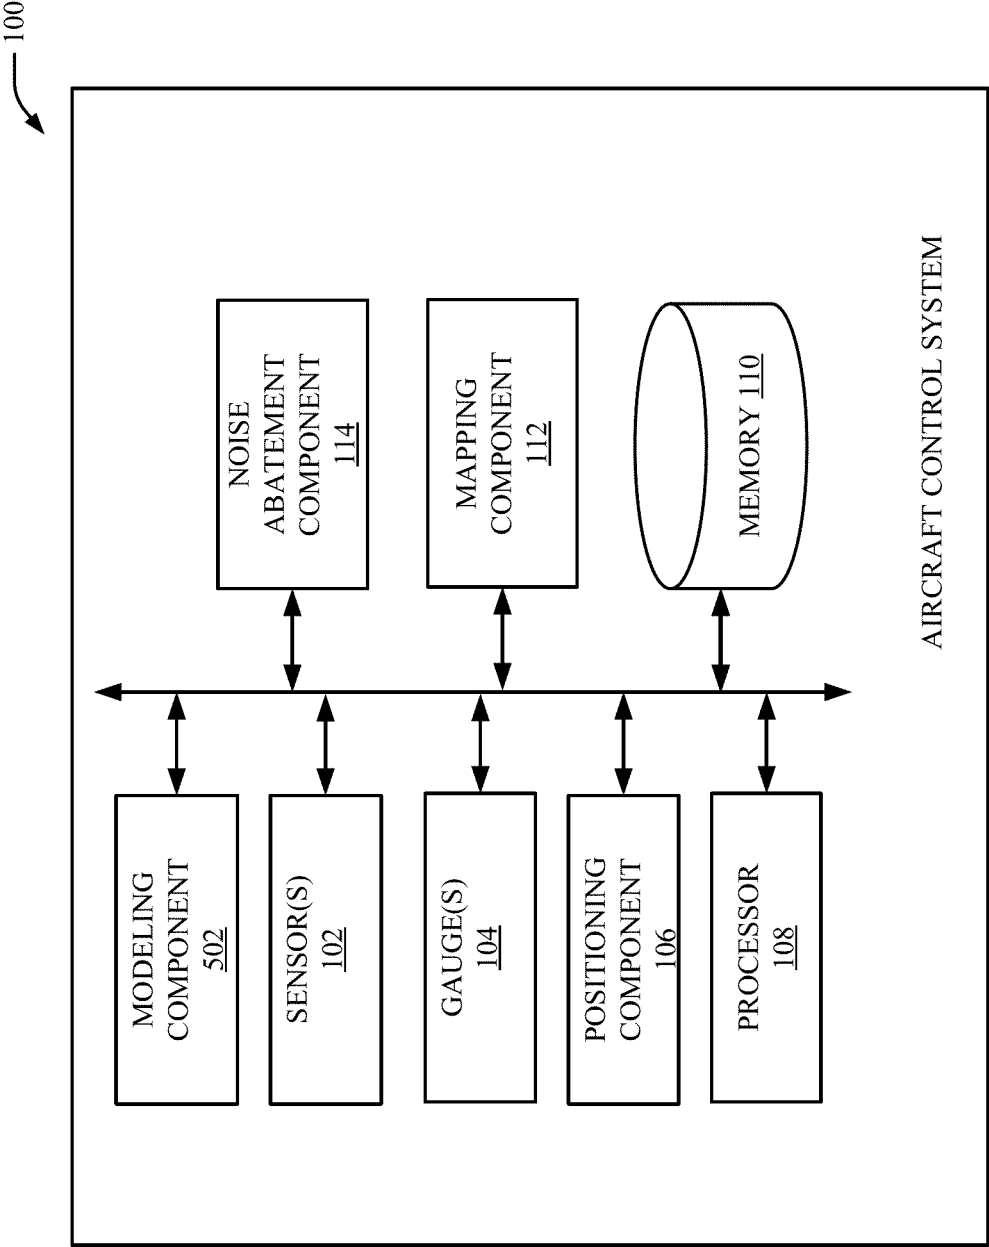 100
MODELING
COMPONENT
502
SENSOR(S)
102
GAUGE(S)
104
POSITIONING
COMPONENT
106
PROCESSOR
108
NOISE
ABATEMENT
COMPONENT
114
MAPPING
COMPONENT
112
MEMORY 110
AIRCRAFT CONTROL SYSTEM